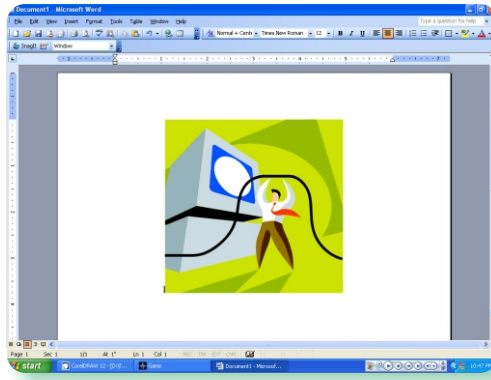 Document1 - Microsoft Word
File Edit View Insert Format Tools Table Window Help
Type a question for help
Normal + Centr Times New Roman 12 B I U
SnagIt Window
Page 1 Sec 1 1/1 At 1" Ln 1 Col 1 REC TRK EXT OVR
start CorelDRAW 12 - [D:\F... Game Document1 - Microsof... 10:47 PM